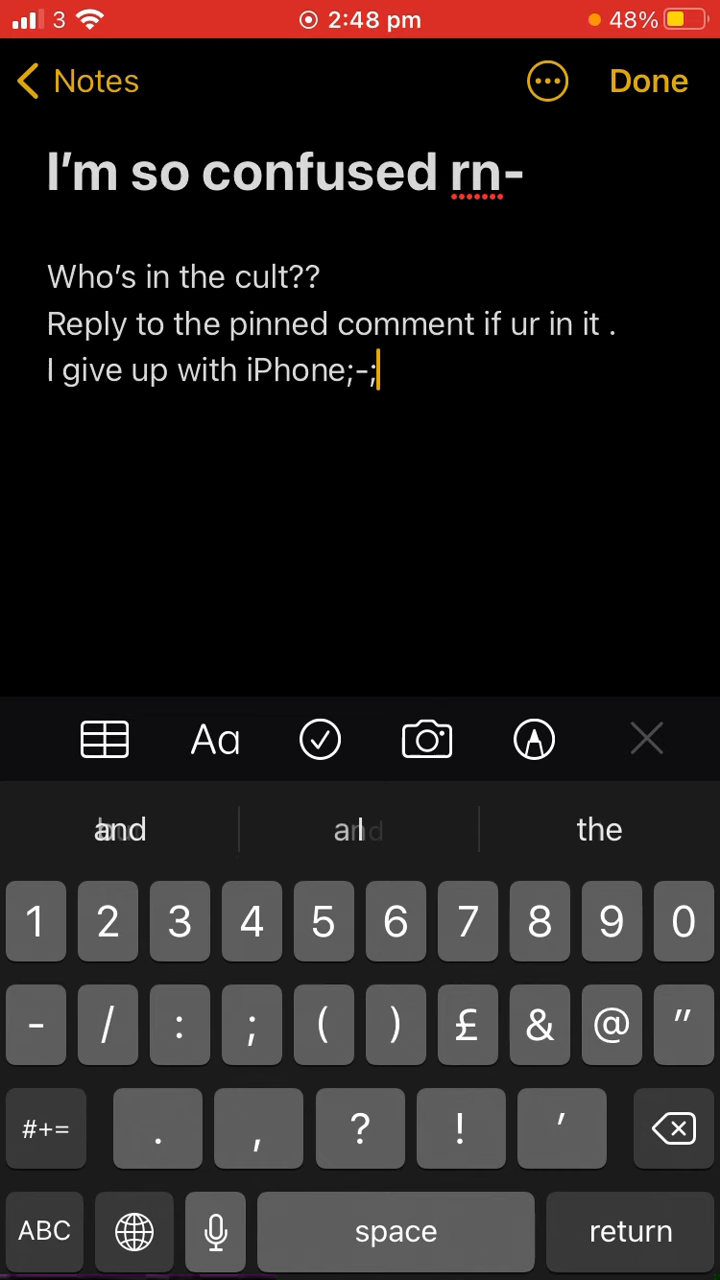 3 2:48 pm 48%
Notes Done
I'm so confused rn-
Who's in the cult??
Reply to the pinned comment if ur in it .
I give up with iPhone;-;
Aa
the
1 2 3 4 5 6 7 8 9 0
- / : ; ( ) £ & @ "
#+= . , ? ! '
ABC space return